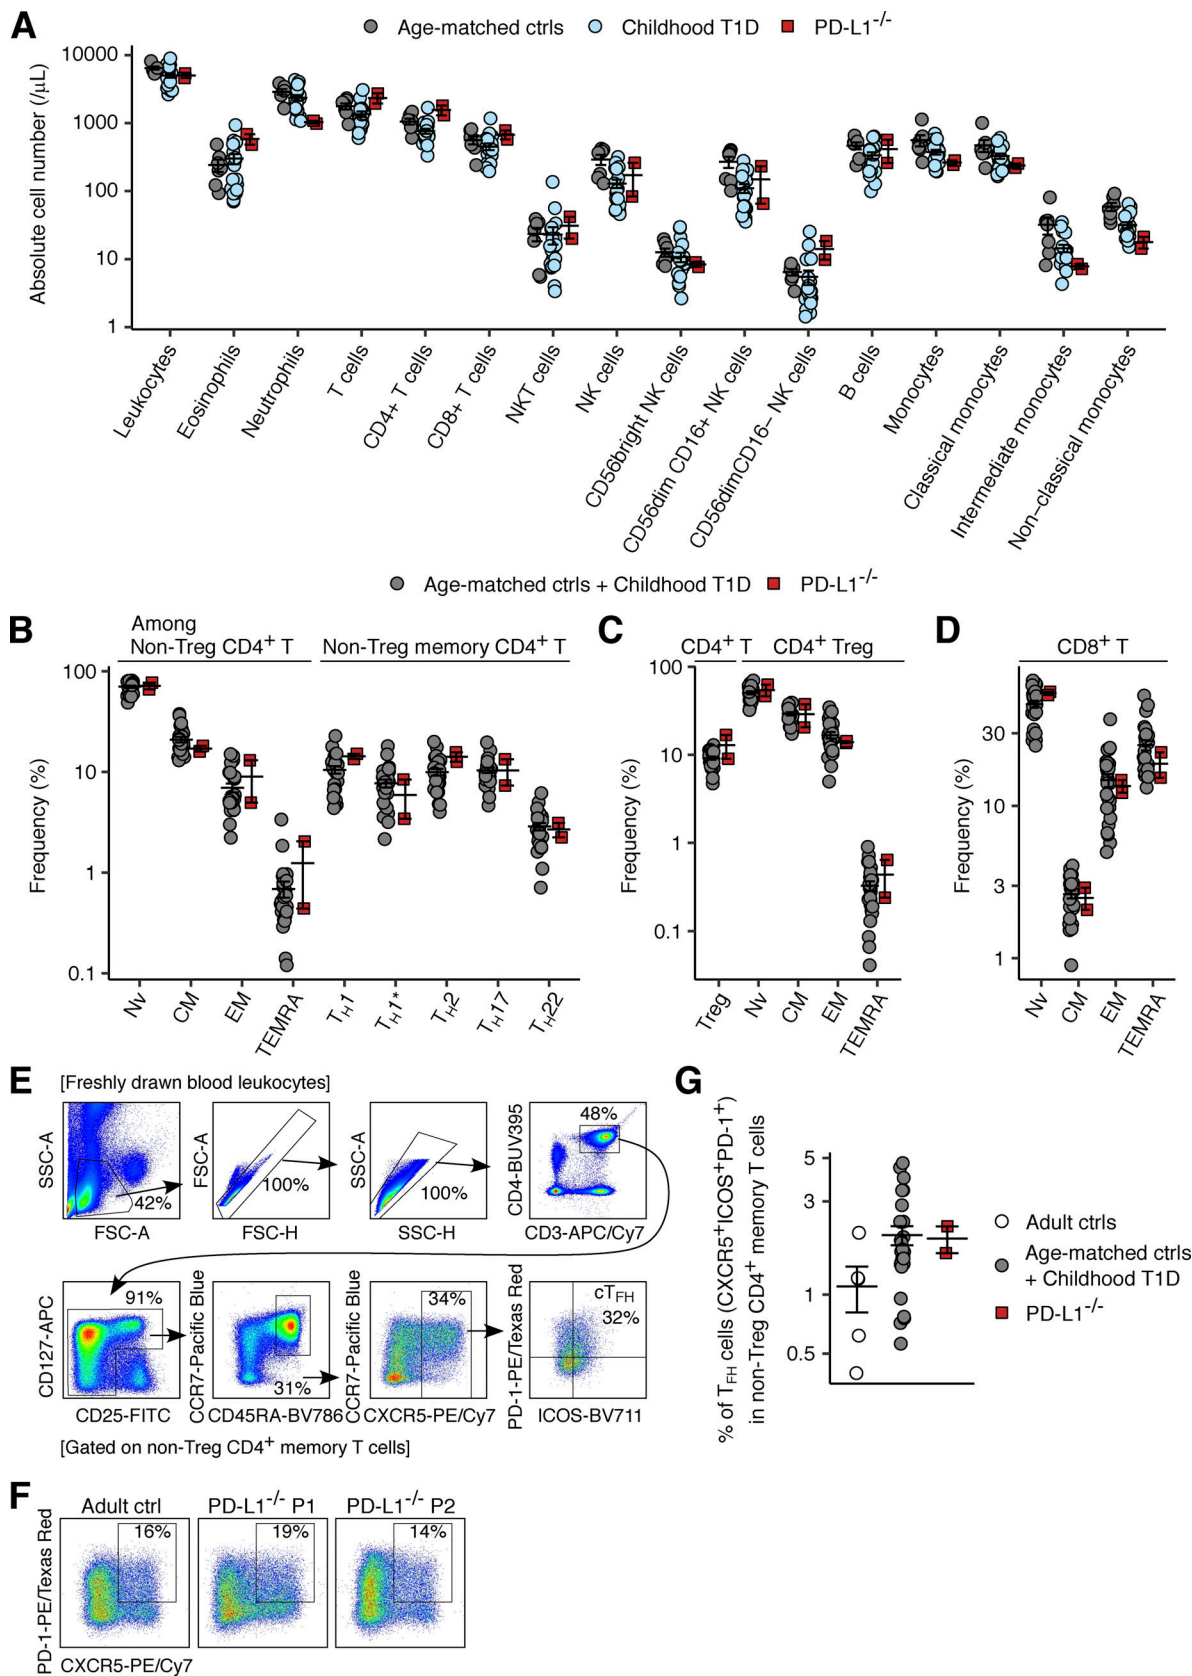 A
Age-matched ctrls Childhood T1D PD-L1-/-
Absolute cell number (/µL)
10000
1000
100
10
1
Leukocytes
Eosinophils
Neutrophils
T cells
CD4+ T cells
CD8+ T cells
NKT cells
NK cells
CD56bright NK cells
CD56dim CD16+ NK cells
CD56dimCD16− NK cells
B cells
Monocytes
Classical monocytes
Intermediate monocytes
Non−classical monocytes
Age-matched ctrls + Childhood T1D PD-L1-/-
B
Among
Non-Treg CD4+ T
Non-Treg memory CD4+ T
Frequency (%)
100
10
1
0.1
Nv
CM
EM
TEMRA
TH1
TH1*
TH2
TH17
TH22
C
CD4+ T
CD4+ Treg
Frequency (%)
100
10
1
0.1
Treg
Nv
CM
EM
TEMRA
D
CD8+ T
Frequency (%)
30
10
3
1
Nv
CM
EM
TEMRA
E
[Freshly drawn blood leukocytes]
SSC-A
42%
FSC-A
FSC-A
100%
FSC-H
SSC-A
100%
SSC-H
CD4-BUV395
48%
CD3-APC/Cy7
CD127-APC
91%
CD25-FITC
CCR7-Pacific Blue
31%
CD45RA-BV786
CCR7-Pacific Blue
34%
CXCR5-PE/Cy7
PD-1-PE/Texas Red
cTFH
32%
ICOS-BV711
[Gated on non-Treg CD4+ memory T cells]
F
PD-1-PE/Texas Red
Adult ctrl
16%
PD-L1-/- P1
19%
PD-L1-/- P2
14%
CXCR5-PE/Cy7
G
% of TFH cells (CXCR5+ICOS+PD-1+)
in non-Treg CD4+ memory T cells
5
3
1
0.5
Adult ctrls
Age-matched ctrls
+ Childhood T1D
PD-L1-/-